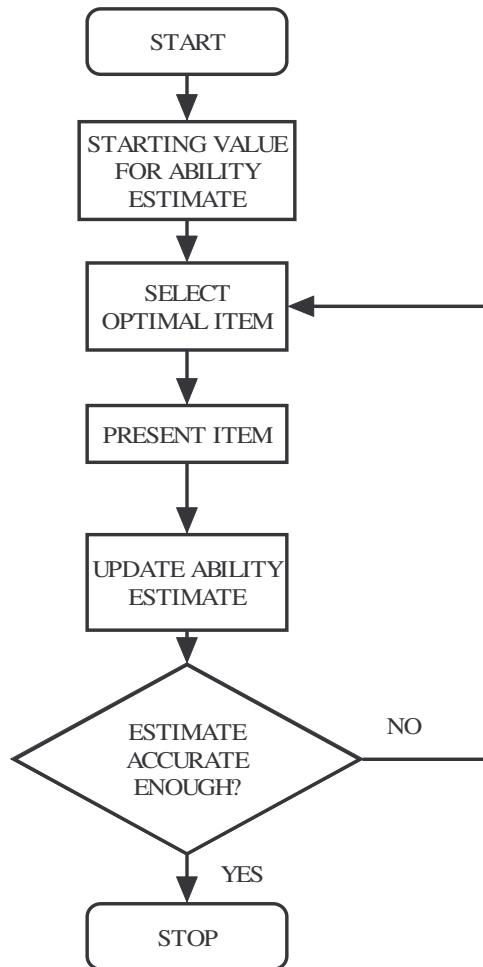 START
STARTING VALUE
FOR ABILITY
ESTIMATE
SELECT
OPTIMAL ITEM
PRESENT ITEM
UPDATE ABILITY
ESTIMATE
ESTIMATE
ACCURATE
ENOUGH?
NO
YES
STOP